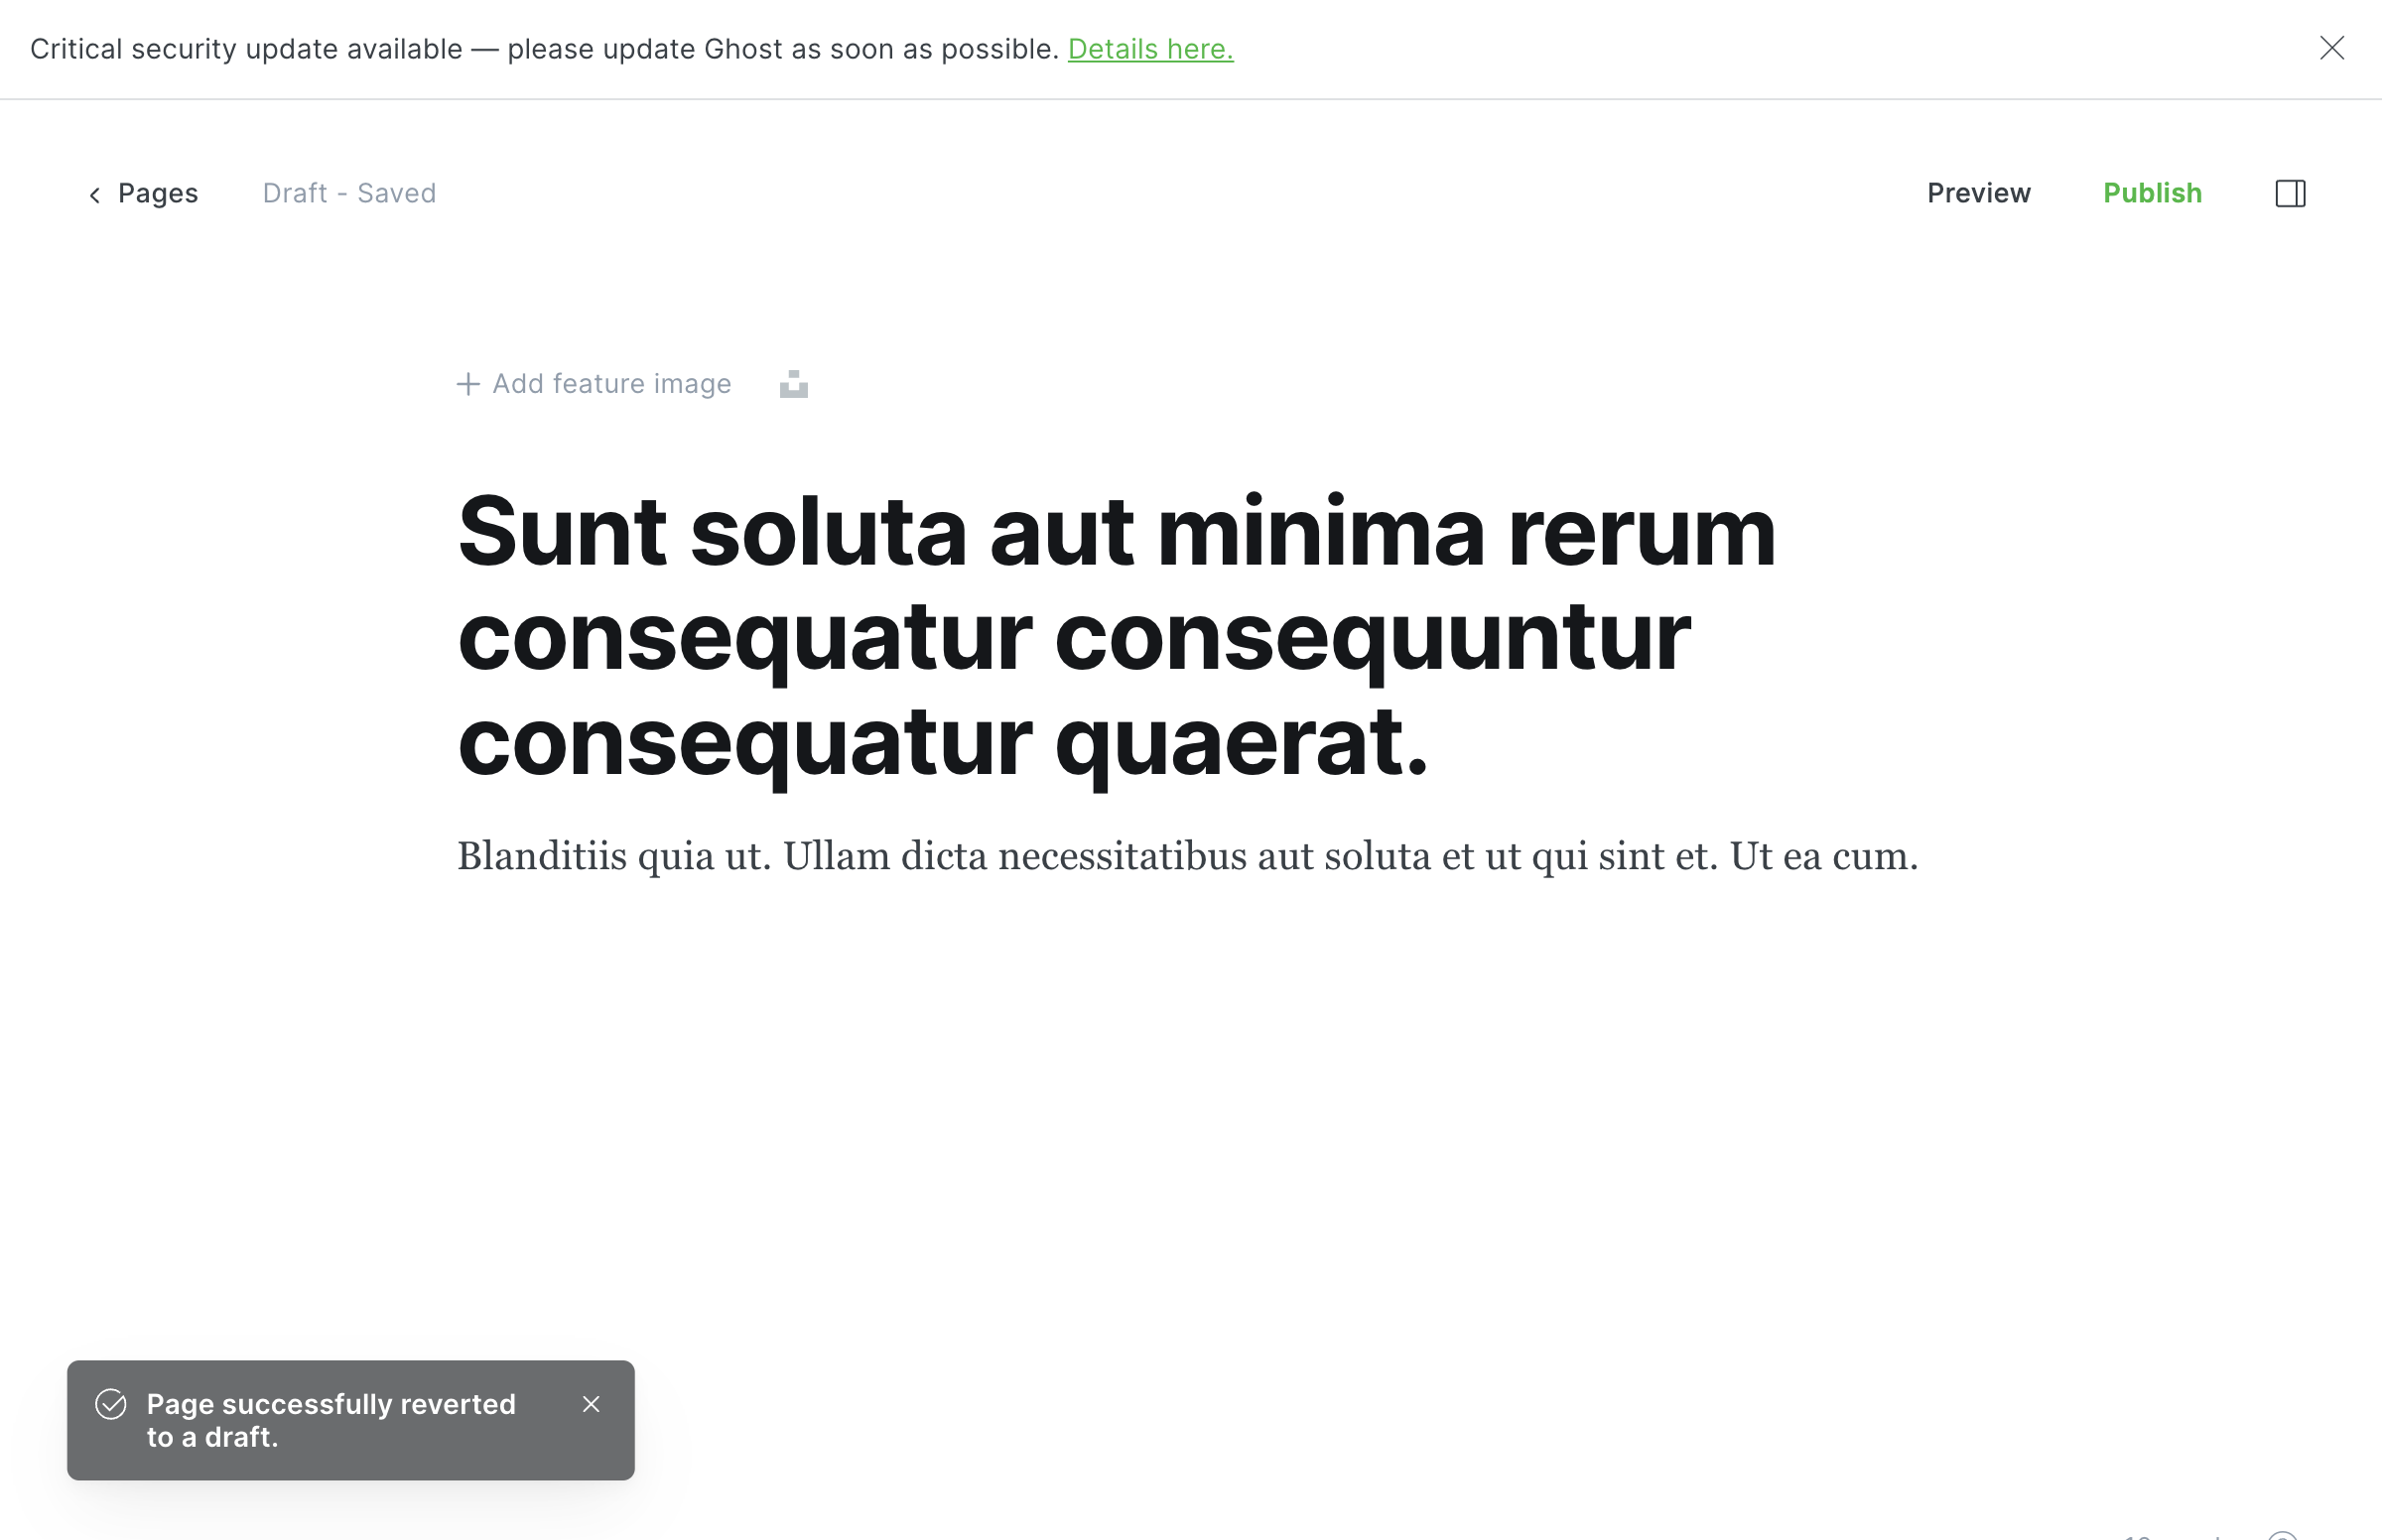 Critical security update available — please update Ghost as soon as possible. Details here.
Pages
Draft - Saved
Preview
Publish
Add feature image
Sunt soluta aut minima rerum
consequatur consequuntur
consequatur quaerat.
Blanditiis quia ut. Ullam dicta necessitatibus aut soluta et ut qui sint et. Ut ea cum.
Page successfully reverted
to a draft.